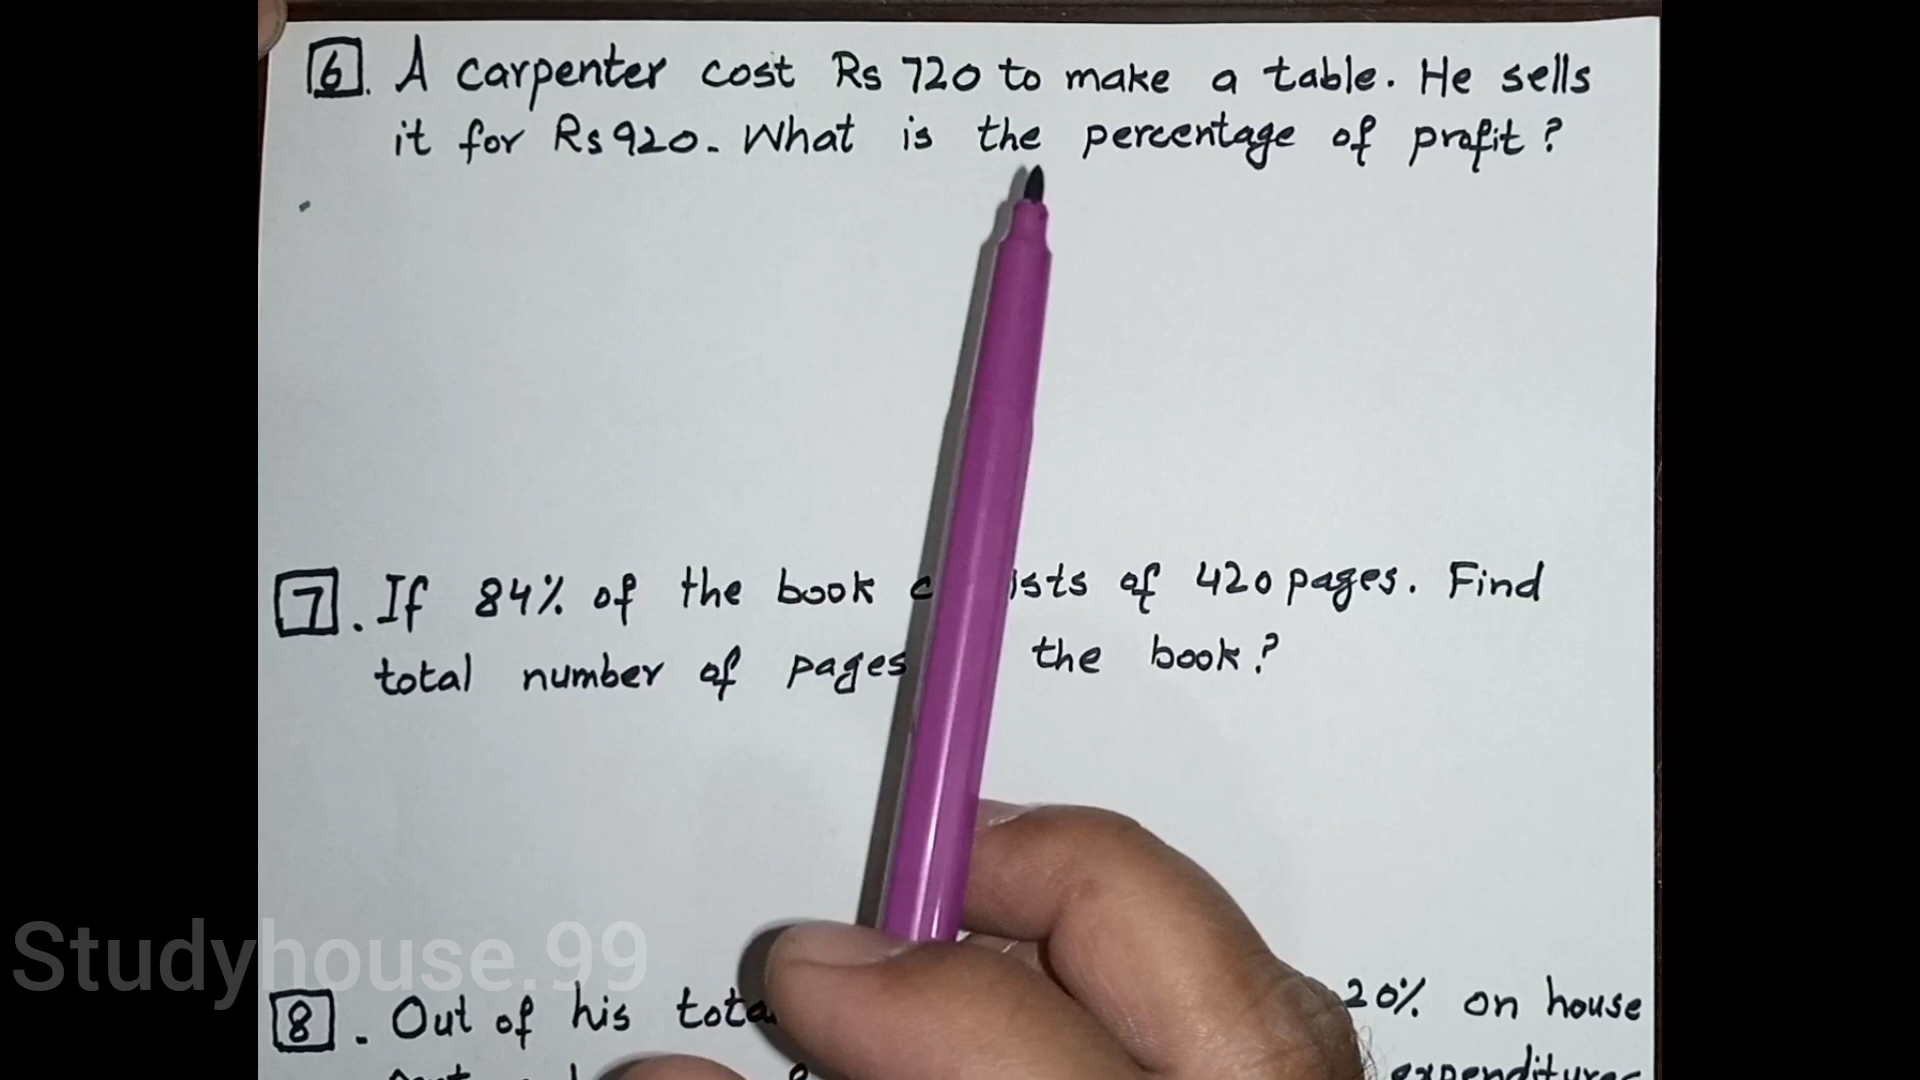 6. A carpenter cost Rs 720 to make a table. He sells
it for Rs 920. What is the percentage of profit?
7. If 84% of the book c ists of 420 pages. Find
total number of pages the book?
Studyhouse.99
8. Out of his 20% on house
expenditures